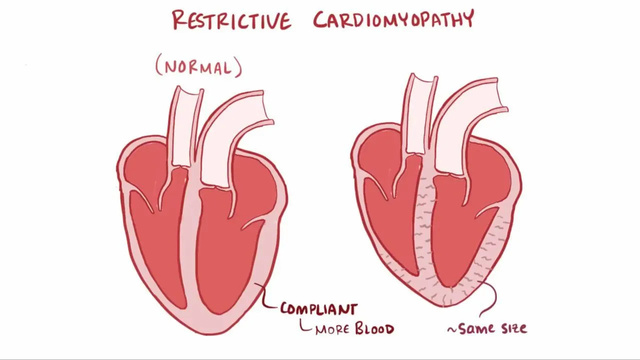 RESTRICTIVE CARDIOMYOPATHY
(NORMAL)
COMPLIANT
MORE BLOOD
~SAME SIZE